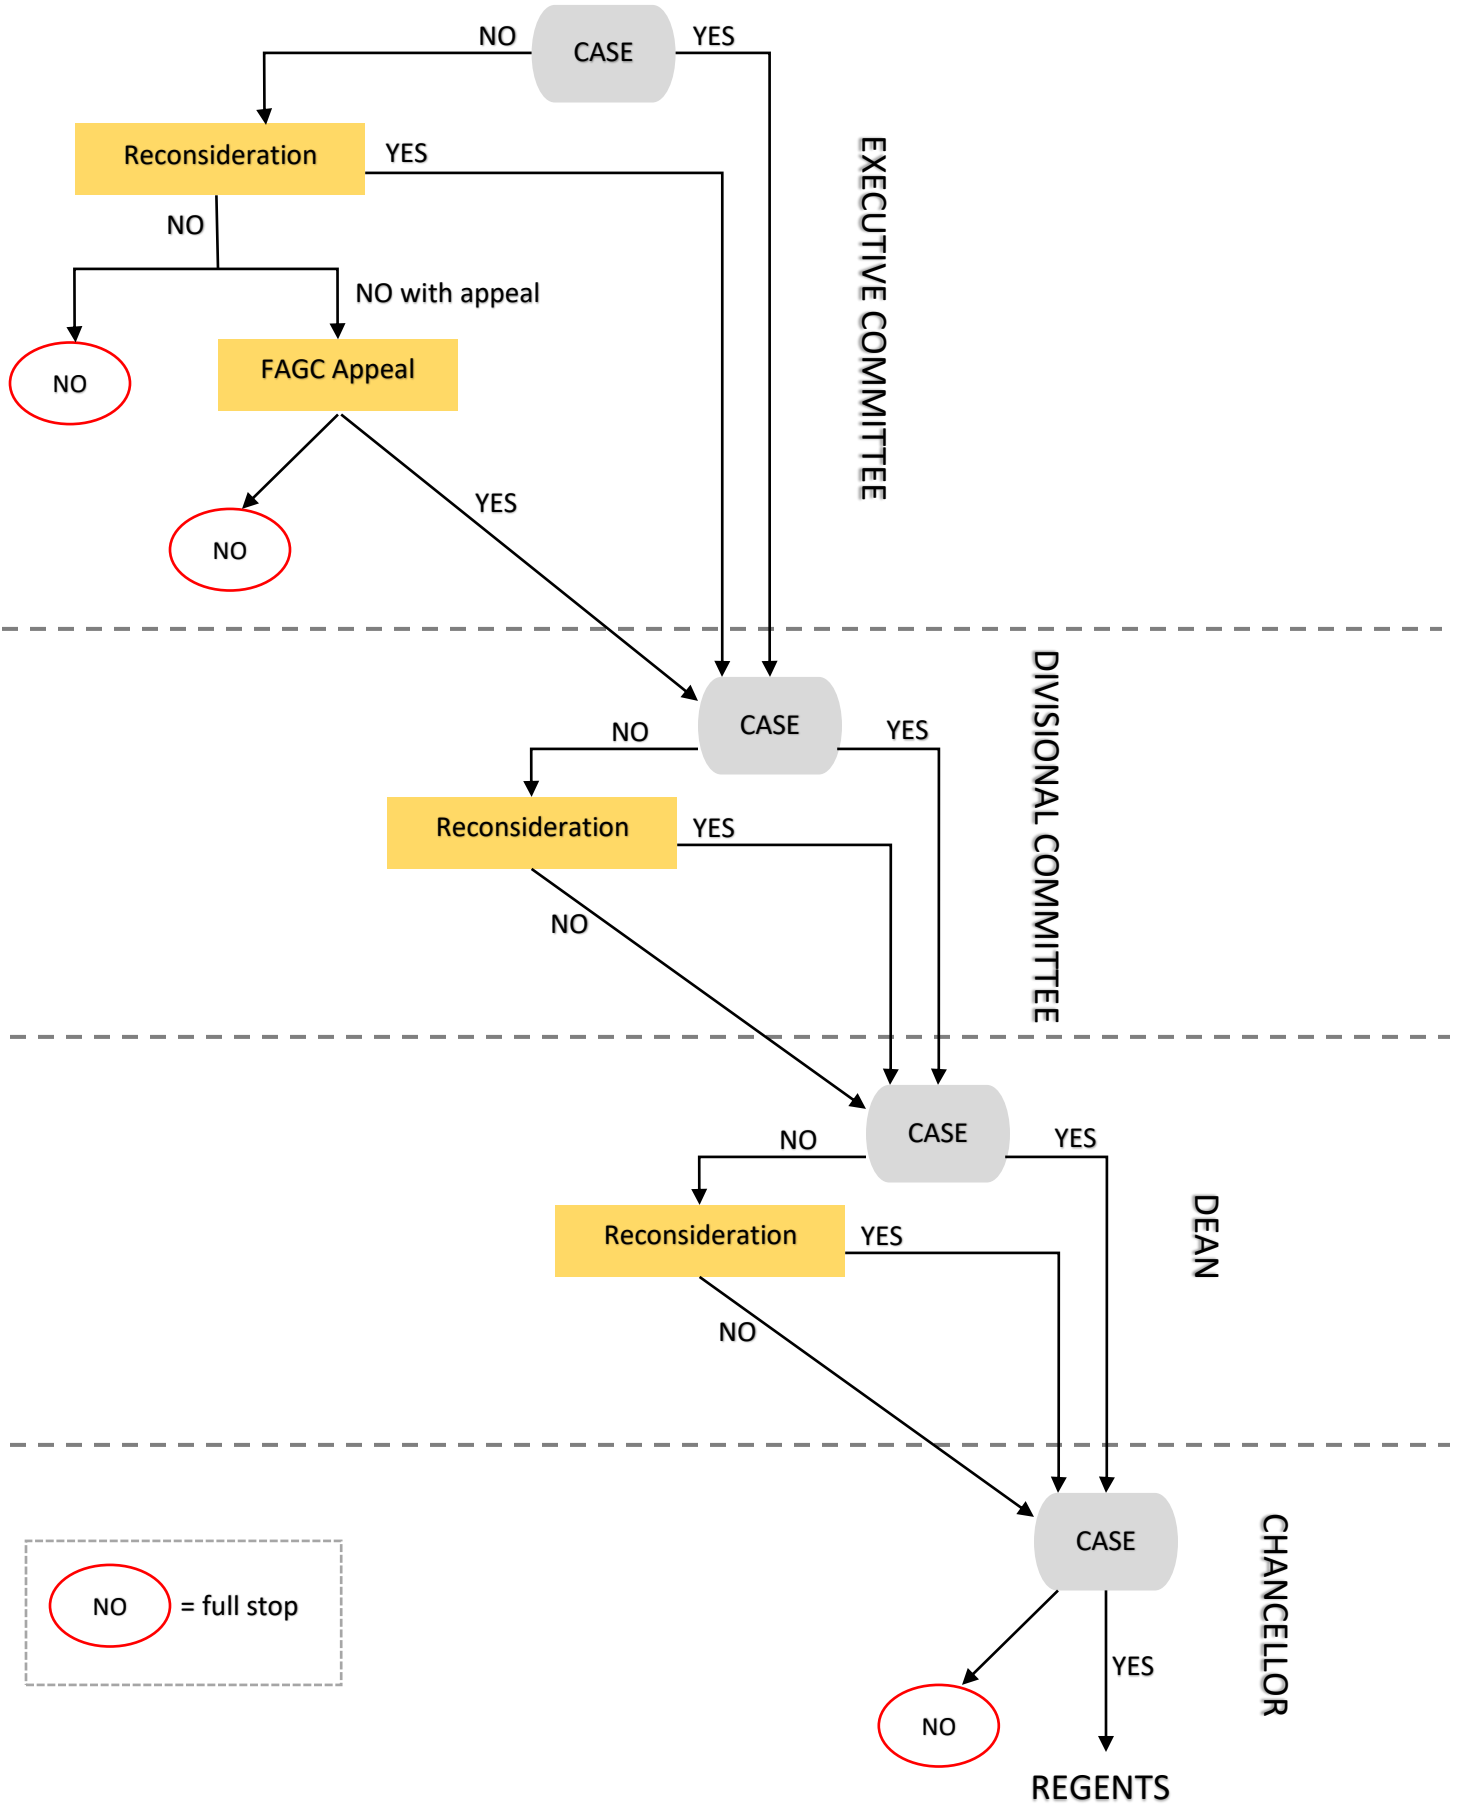 NO
CASE
YES
Reconsideration
YES
EXECUTIVE COMMITTEE
NO
NO with appeal
FAGC Appeal
NO
YES
NO
DIVISIONAL COMMITTEE
CASE
NO
YES
Reconsideration
YES
NO
CASE
NO
YES
DEAN
Reconsideration
YES
NO
CASE
CHANCELLOR
NO
= full stop
YES
NO
REGENTS